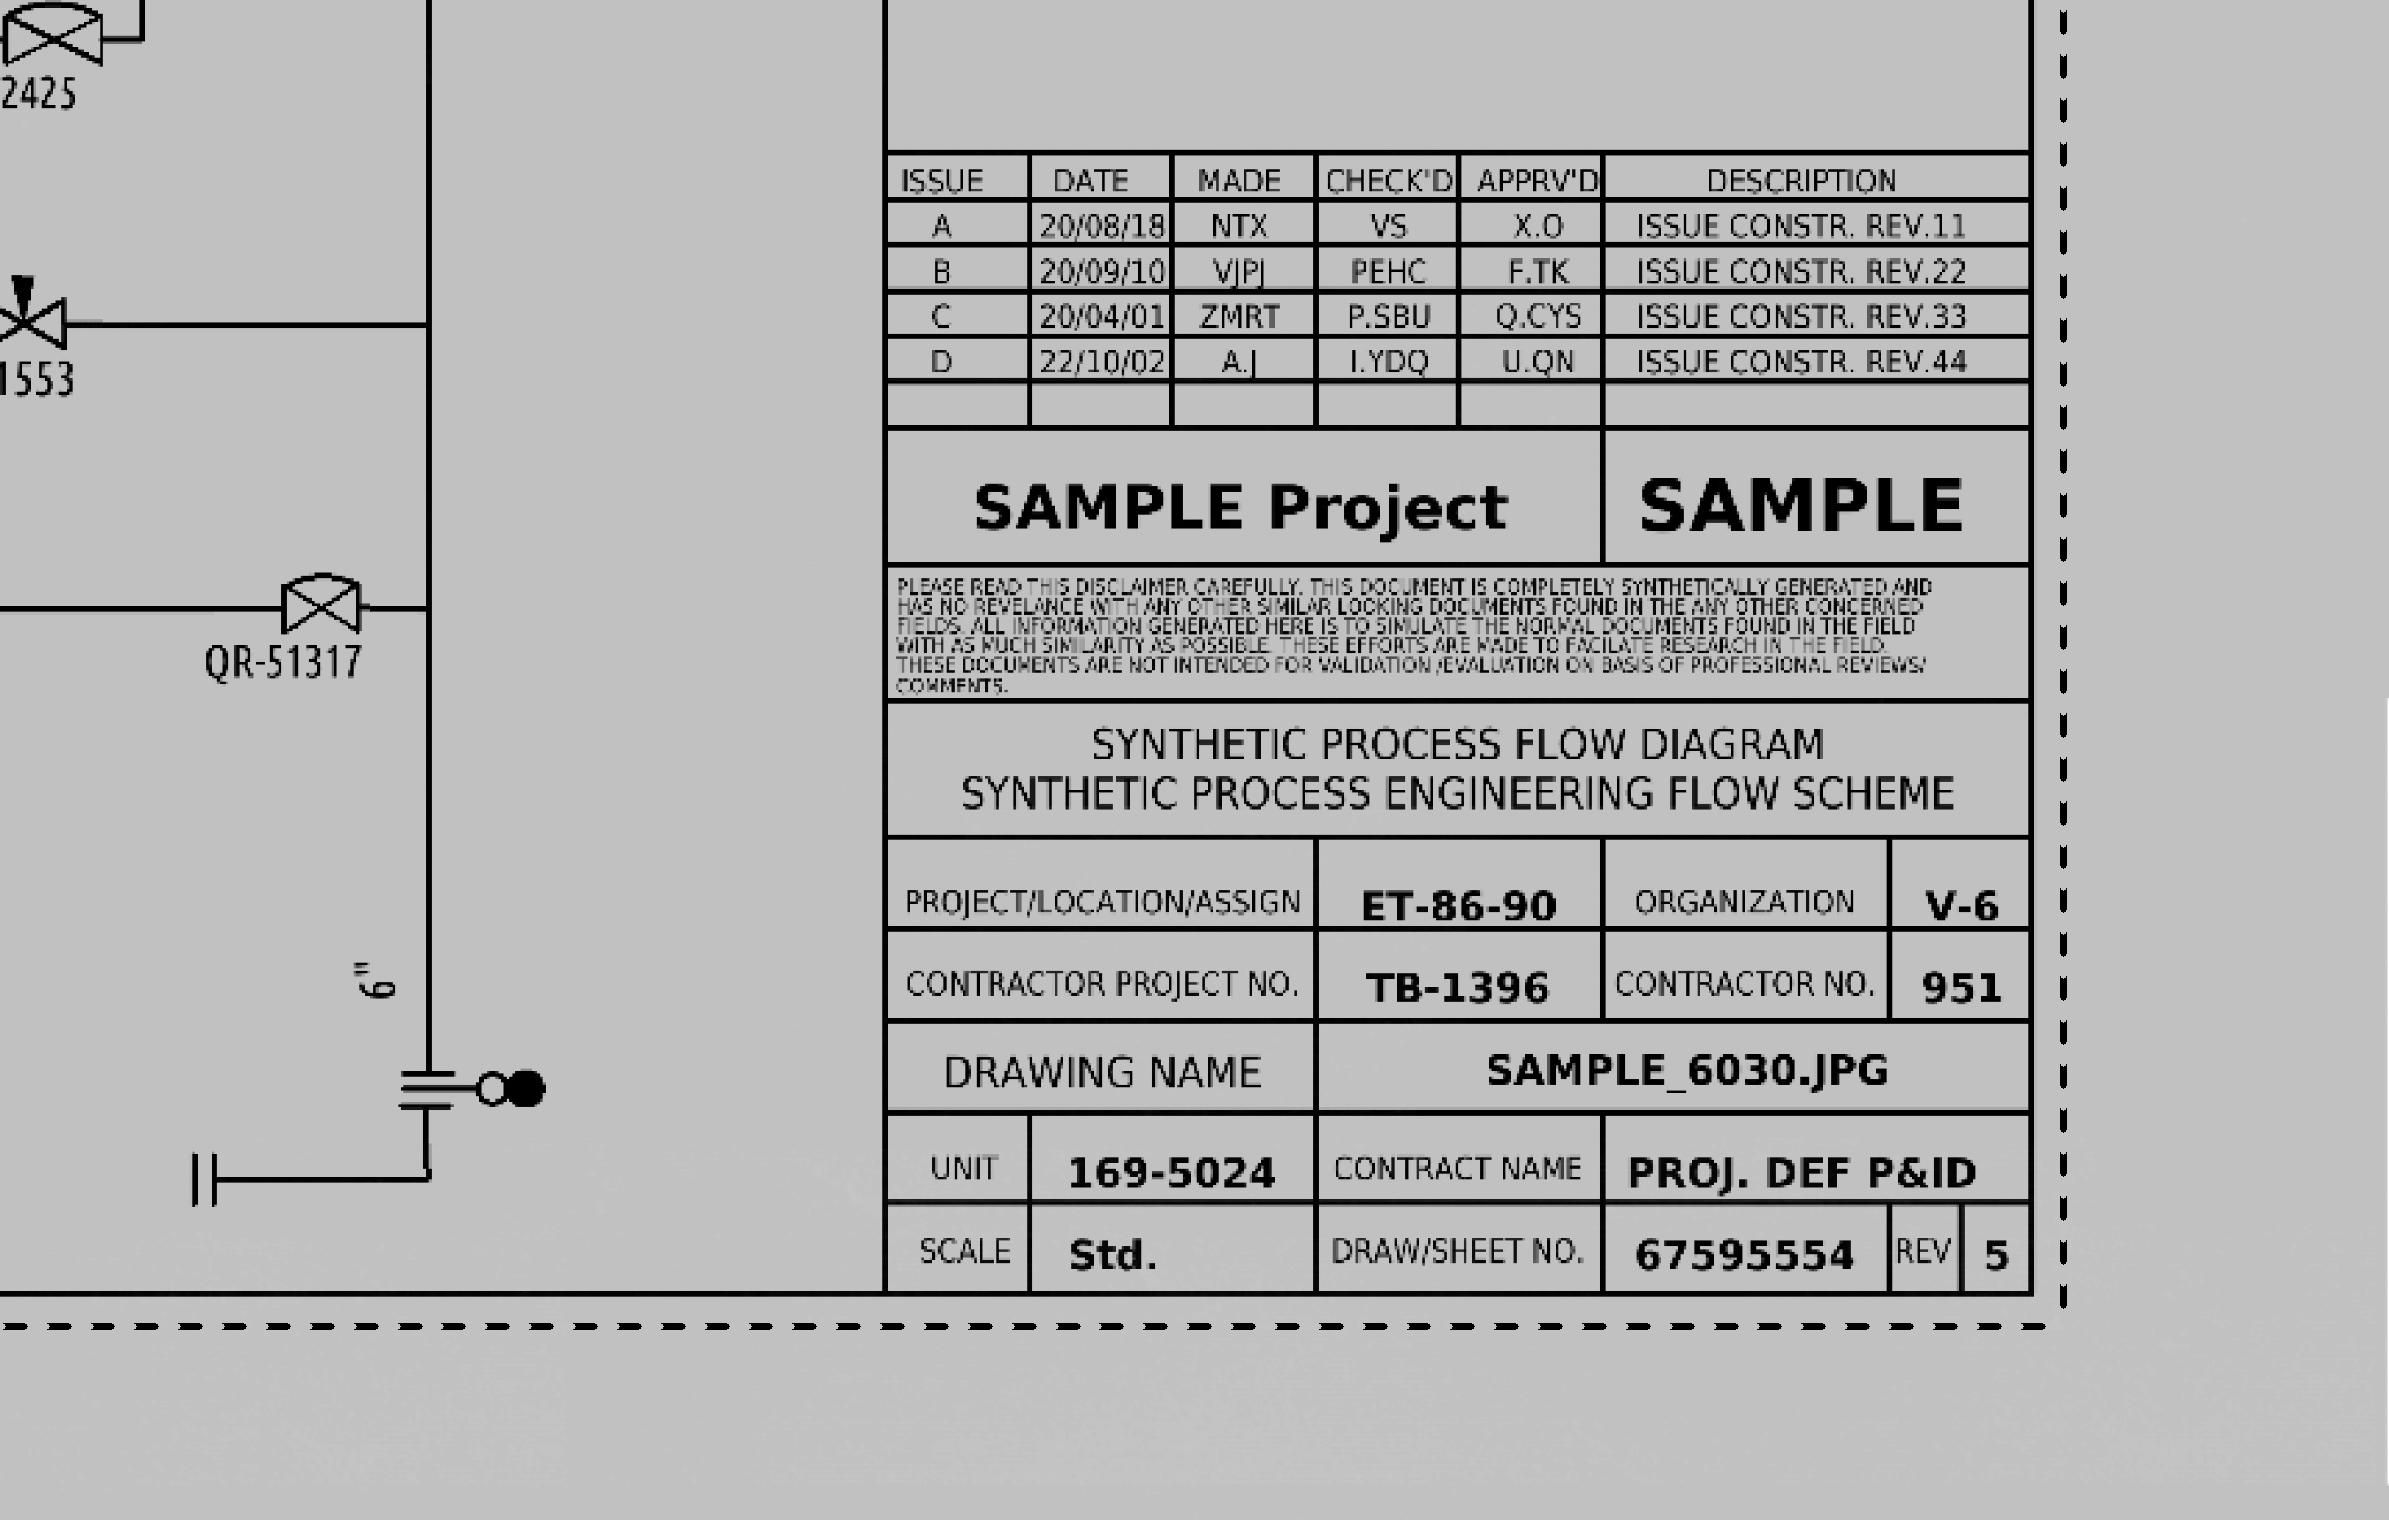 2425
1553
QR-51317
6"
ISSUE DATE MADE CHECK'D APPRV'D DESCRIPTION
A 20/08/18 NTX VS X.O ISSUE CONSTR. REV.11
B 20/09/10 VJPJ PEHC F.TK ISSUE CONSTR. REV.22
C 20/04/01 ZMRT P.SBU Q.CYS ISSUE CONSTR. REV.33
D 22/10/02 A.J I.YDQ U.QN ISSUE CONSTR. REV.44
SAMPLE Project SAMPLE
PLEASE READ THIS DISCLAIMER CAREFULLY. THIS DOCUMENT IS COMPLETELY SYNTHETICALLY GENERATED AND
HAS NO REVELANCE WITH ANY OTHER SIMILAR LOOKING DOCUMENTS FOUND IN THE ANY OTHER CONCERNED
FIELDS. ALL INFORMATION GENERATED HERE IS TO SIMULATE THE NORMAL DOCUMENTS FOUND IN THE FIELD
WITH AS MUCH SIMILARITY AS POSSIBLE. THESE EFFORTS ARE MADE TO FACILATE RESEARCH IN THE FIELD.
THESE DOCUMENTS ARE NOT INTENDED FOR VALIDATION /EVALUATION ON BASIS OF PROFESSIONAL REVIEWS/
COMMENTS.
SYNTHETIC PROCESS FLOW DIAGRAM
SYNTHETIC PROCESS ENGINEERING FLOW SCHEME
PROJECT/LOCATION/ASSIGN ET-86-90 ORGANIZATION V-6
CONTRACTOR PROJECT NO. TB-1396 CONTRACTOR NO. 951
DRAWING NAME SAMPLE_6030.JPG
UNIT 169-5024 CONTRACT NAME PROJ. DEF P&ID
SCALE Std. DRAW/SHEET NO. 67595554 REV 5